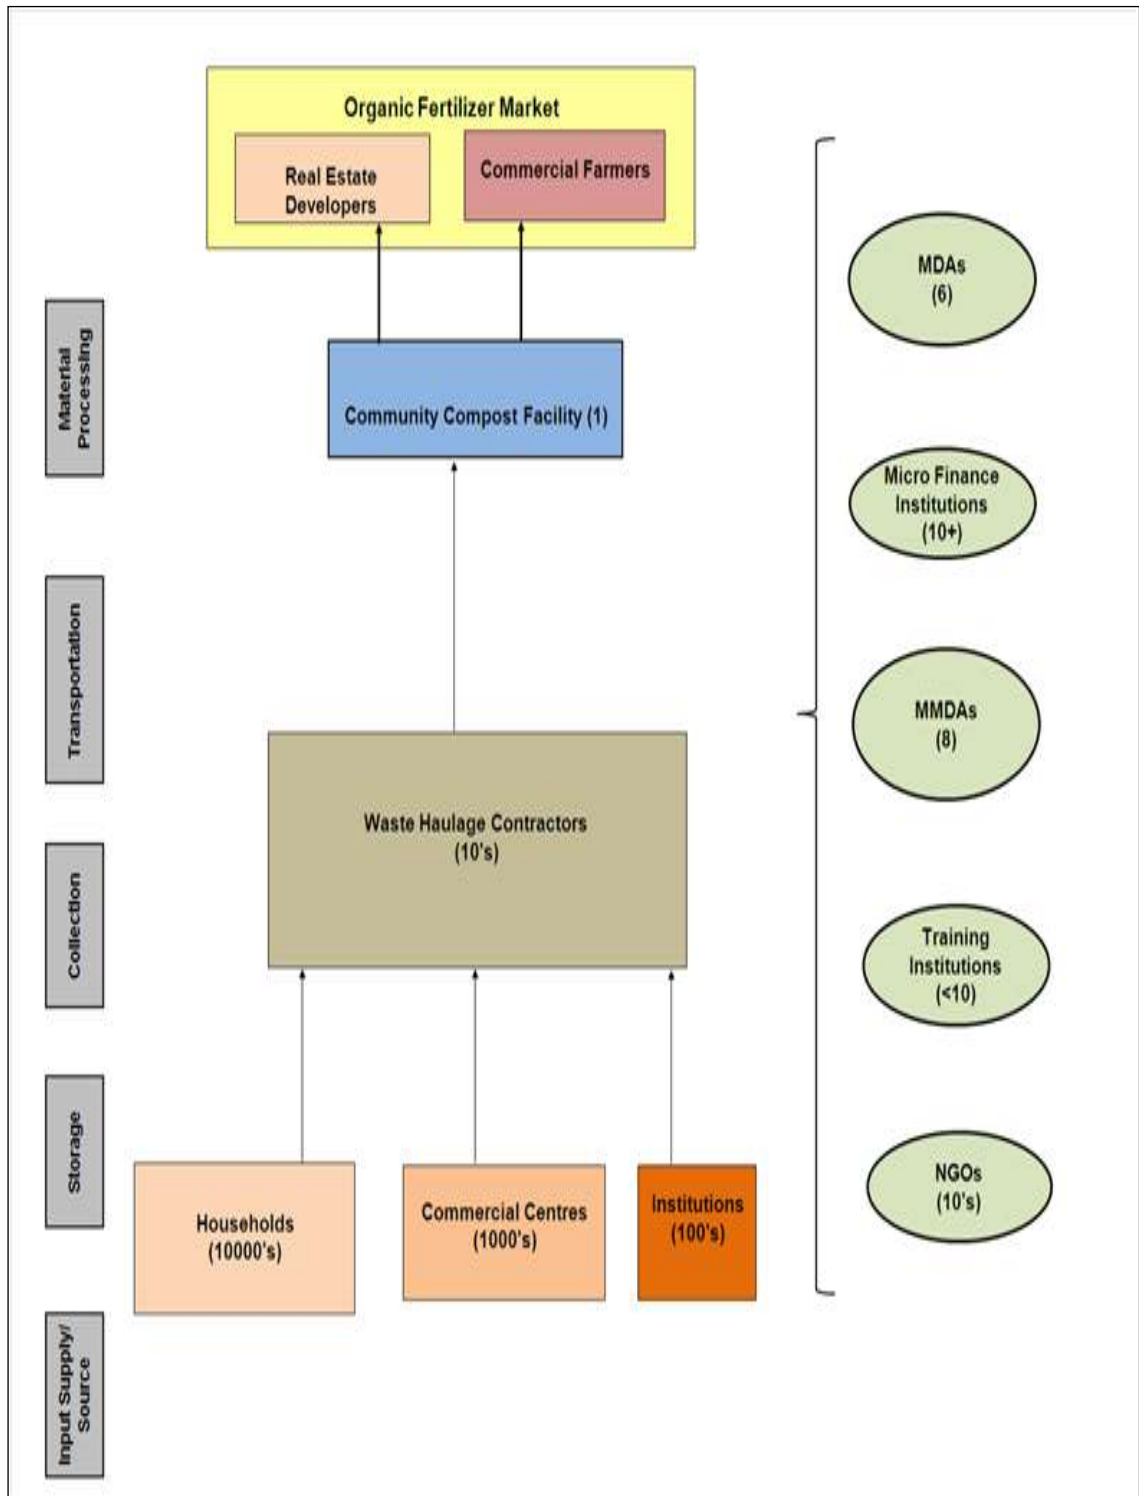 Organic Fertilizer Market
Real Estate
Developers
Commercial Farmers
Community Compost Facility (1)
Waste Haulage Contractors
(10's)
Households
(10000's)
Commercial Centres
(1000's)
Institutions
(100's)
Material
Processing
Transportation
Collection
Storage
Input Supply/
Source
MDAs
(6)
Micro Finance
Institutions
(10+)
MMDAs
(8)
Training
Institutions
(<10)
NGOs
(10's)